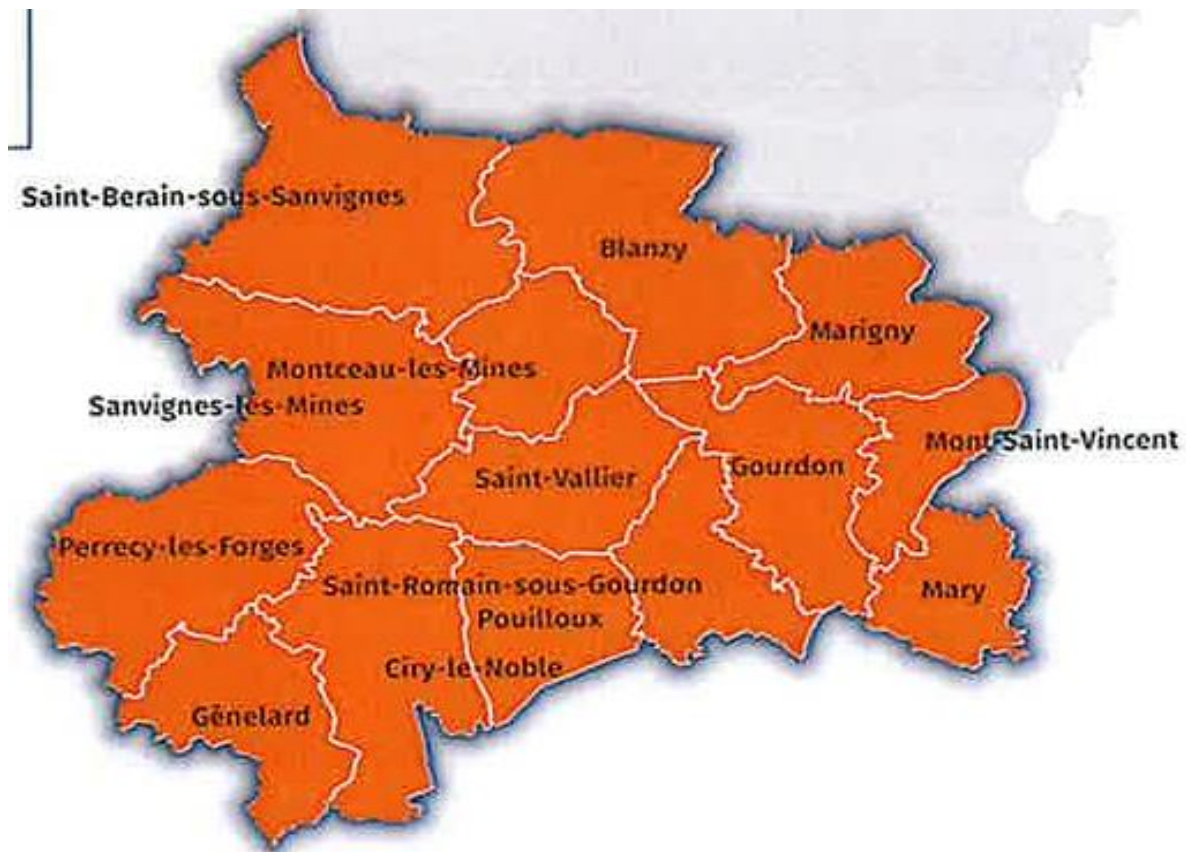 Saint-Berain-sous-Sanvignes
Blanzy
Marigny
Montceau-les-Mines
Sanvignes-les-Mines
Mont-Saint-Vincent
Gourdon
Saint-Vallier
Perrecy-les-Forges
Saint-Romain-sous-Gourdon
Mary
Pouilloux
Ciry-le-Noble
Génelard